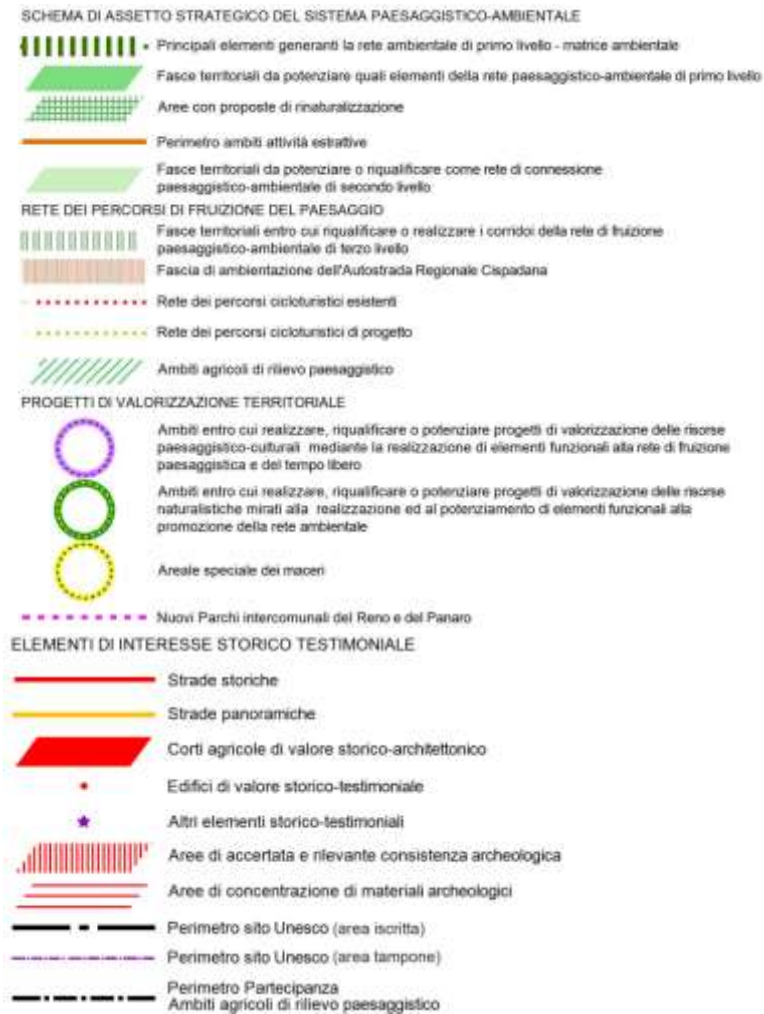 SCHEMA DI ASSETTO STRATEGICO DEL SISTEMA PAESAGGISTICO-AMBIENTALE
Principali elementi generanti la rete ambientale di primo livello - matrice ambientale
Fasce territoriali da potenziare quali elementi della rete paesaggistico-ambientale di primo livello
Aree con proposte di rinaturalizzazione
Perimetro ambiti attività estrattive
Fasce territoriali da potenziare o riqualificare come rete di connessione
paesaggistico-ambientale di secondo livello
RETE DEI PERCORSI DI FRUIZIONE DEL PAESAGGIO
Fasce territoriali entro cui riqualificare o realizzare i corridoi della rete di fruizione
paesaggistico-ambientale di terzo livello
Fascia di ambientazione dell'Autostrada Regionale Cispadana
Rete dei percorsi cicloturistici esistenti
Rete dei percorsi cicloturistici di progetto
Ambiti agricoli di rilievo paesaggistico
PROGETTI DI VALORIZZAZIONE TERRITORIALE
Ambiti entro cui realizzare, riqualificare o potenziare progetti di valorizzazione delle risorse
paesaggistico-culturali mediante la realizzazione di elementi funzionali alla rete di fruizione
paesaggistica e del tempo libero
Ambiti entro cui realizzare, riqualificare o potenziare progetti di valorizzazione delle risorse
naturalistiche mirati alla realizzazione ed al potenziamento di elementi funzionali alla
promozione della rete ambientale
Areale speciale dei maceri
Nuovi Parchi intercomunali del Reno e del Panaro
ELEMENTI DI INTERESSE STORICO TESTIMONIALE
Strade storiche
Strade panoramiche
Corti agricole di valore storico-architettonico
Edifici di valore storico-testimoniale
Altri elementi storico-testimoniali
Aree di accertata e rilevante consistenza archeologica
Aree di concentrazione di materiali archeologici
Perimetro sito Unesco (area iscritta)
Perimetro sito Unesco (area tampone)
Perimetro Partecipanza
Ambiti agricoli di rilievo paesaggistico